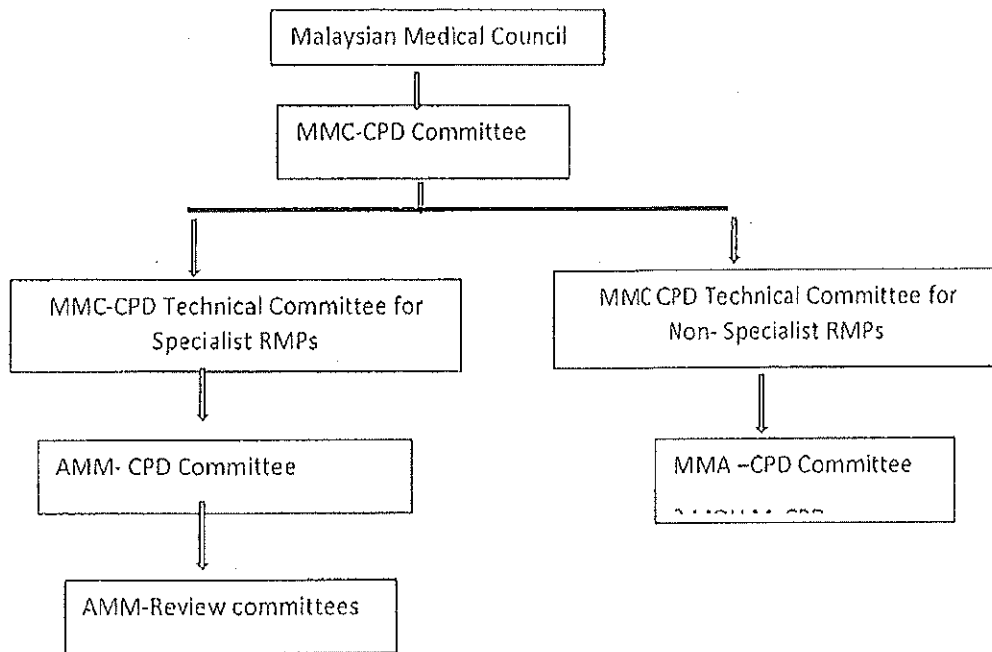 Malaysian Medical Council
MMC-CPD Committee
MMC-CPD Technical Committee for
Specialist RMPs
MMC CPD Technical Committee for
Non- Specialist RMPs
AMM- CPD Committee
MMA –CPD Committee
AMM-Review committees